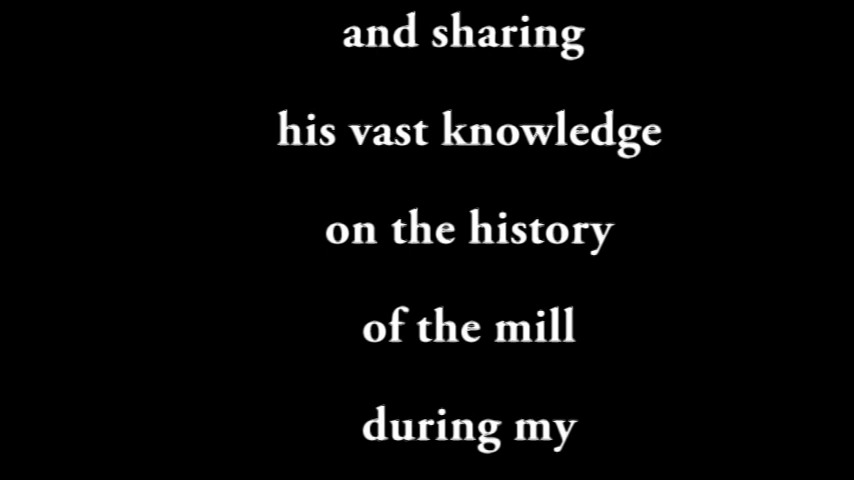 and sharing
his vast knowledge
on the history
of the mill
during my